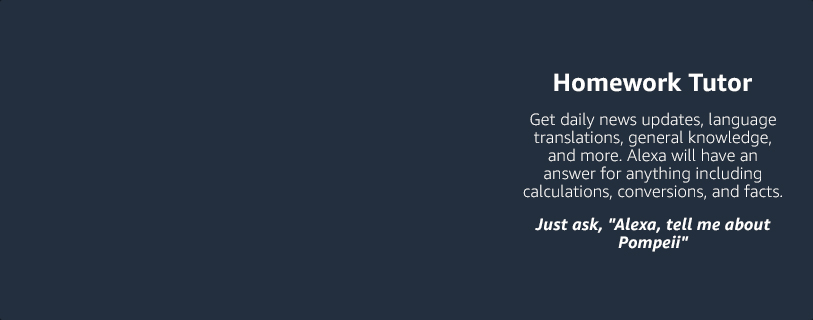 Homework Tutor
Get daily news updates, language
translations, general knowledge,
and more. Alexa will have an
answer for anything including
calculations, conversions, and facts.
Just ask, "Alexa, tell me about
Pompeii"